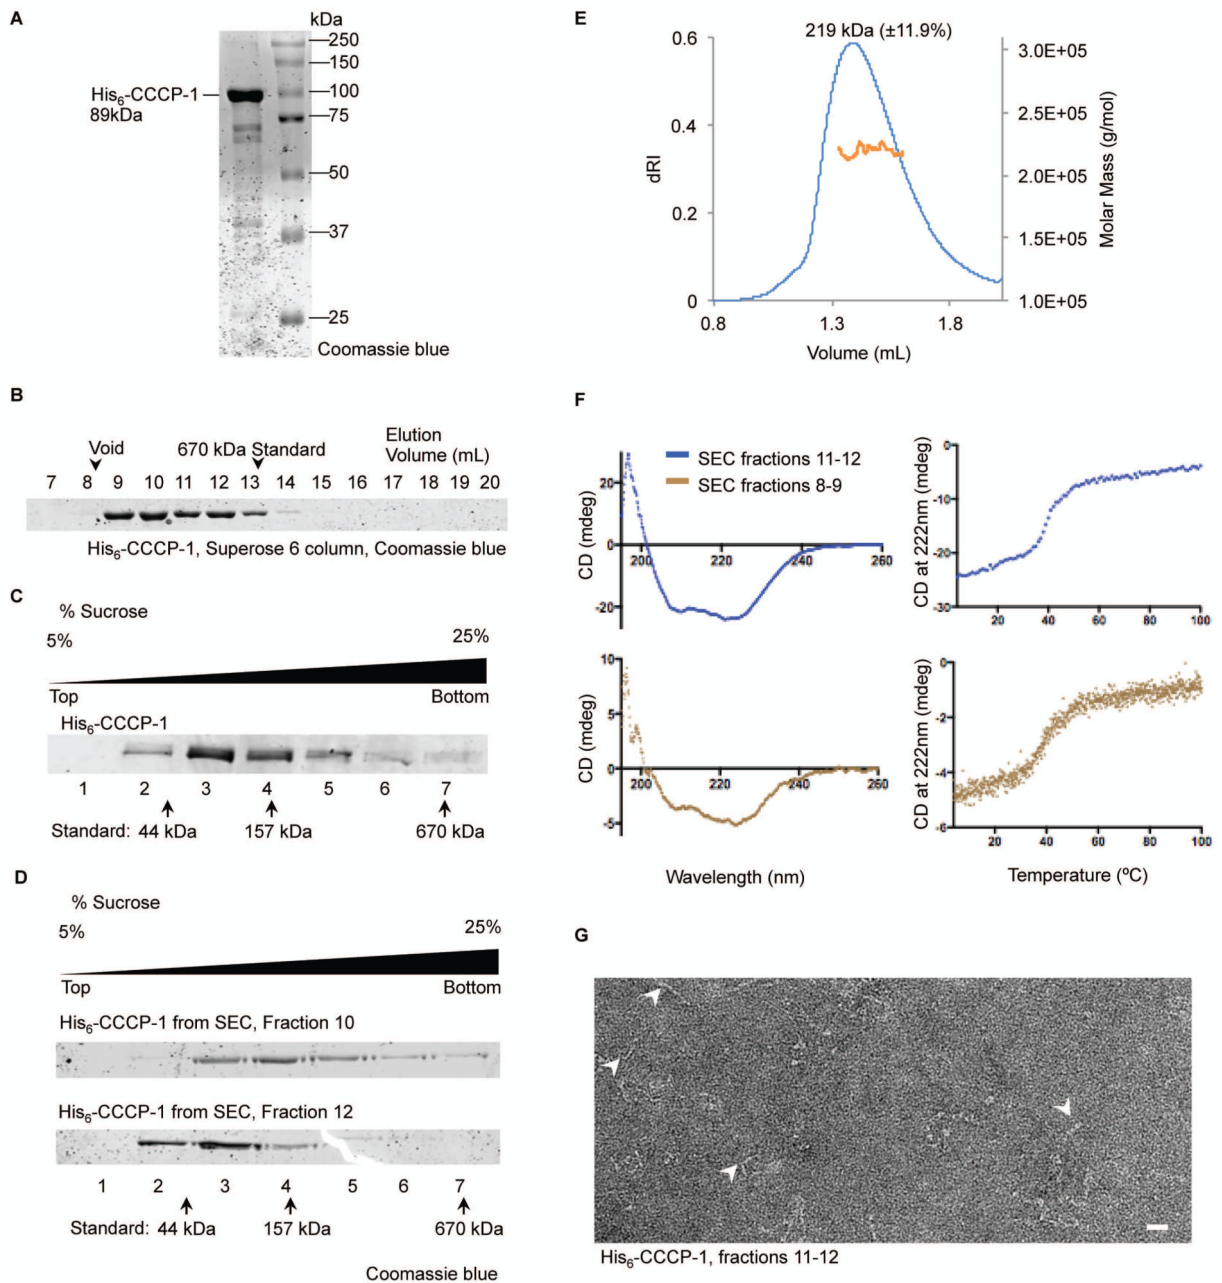 A
kDa
250
150
His6-CCCP-1
89kDa
100
75
50
37
25
Coomassie blue
B
Void
670 kDa Standard
Elution
Volume (mL)
7 8 9 10 11 12 13 14 15 16 17 18 19 20
His6-CCCP-1, Superose 6 column, Coomassie blue
C
% Sucrose
5%
25%
Top
Bottom
His6-CCCP-1
1 2 3 4 5 6 7
Standard: 44 kDa 157 kDa 670 kDa
D
% Sucrose
5%
25%
Top
Bottom
His6-CCCP-1 from SEC, Fraction 10
His6-CCCP-1 from SEC, Fraction 12
1 2 3 4 5 6 7
Standard: 44 kDa 157 kDa 670 kDa
Coomassie blue
E
219 kDa (±11.9%)
dRI
0.6
0.4
0.2
0
3.0E+05
2.5E+05
2.0E+05
1.5E+05
1.0E+05
Molar Mass (g/mol)
0.8 1.3 1.8
Volume (mL)
F
SEC fractions 11-12
SEC fractions 8-9
CD (mdeg)
20
0
-20
200 220 240 260
CD at 222nm (mdeg)
0
-10
-20
-30
20 40 60 80 100
CD (mdeg)
10
5
0
-5
200 220 240 260
Wavelength (nm)
CD at 222nm (mdeg)
0
-2
-4
-6
20 40 60 80 100
Temperature (ºC)
G
His6-CCCP-1, fractions 11-12